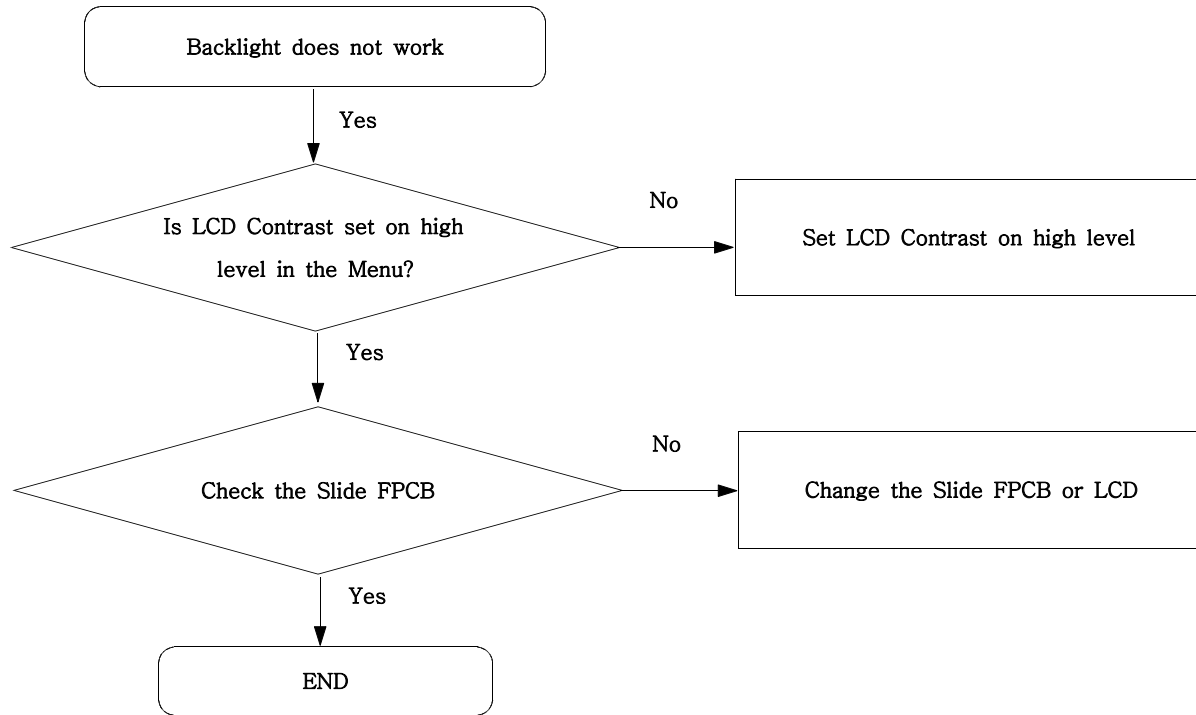 Backlight does not work
Yes
Is LCD Contrast set on high
level in the Menu?
No
Set LCD Contrast on high level
Yes
Check the Slide FPCB
No
Change the Slide FPCB or LCD
Yes
END